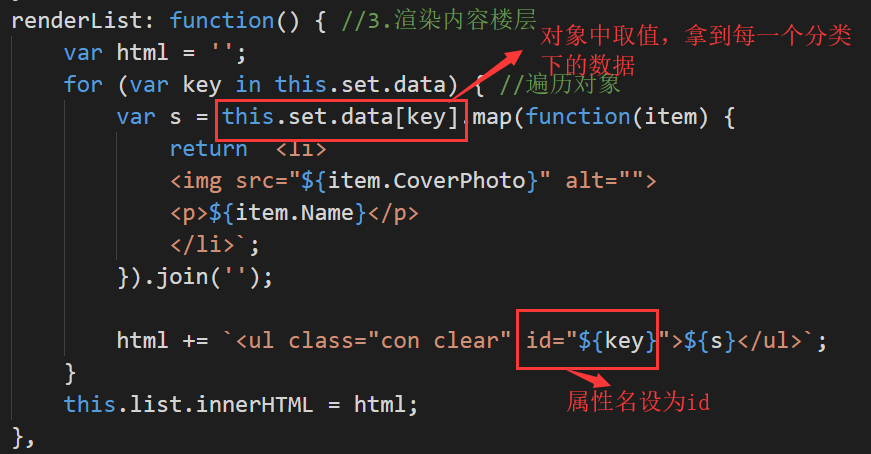 renderList: function() { //3.渲染内容楼层
对象中取值，拿到每一个分类
下的数据
var html = '';
for (var key in this.set.data) { //遍历对象
var s = this.set.data[key].map(function(item) {
return  <li>
<img src="${item.CoverPhoto}" alt="">
<p>${item.Name}</p>
</li>`;
}).join('');
html += `<ul class="con clear" id="${key}">${s}</ul>`;
属性名设为id
}
this.list.innerHTML = html;
},